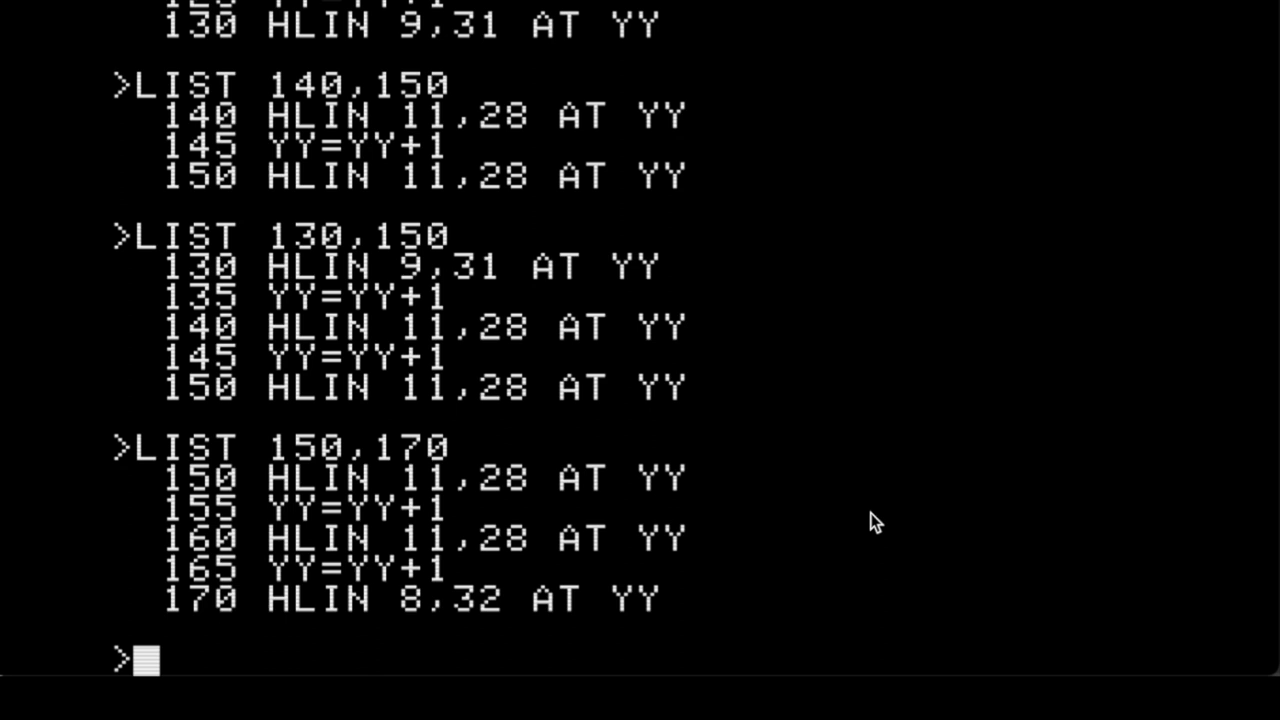 130 HLIN 9,31 AT YY
>LIST 140,150
140 HLIN 11,28 AT YY
145 YY=YY+1
150 HLIN 11,28 AT YY
>LIST 130,150
130 HLIN 9,31 AT YY
135 YY=YY+1
140 HLIN 11,28 AT YY
145 YY=YY+1
150 HLIN 11,28 AT YY
>LIST 150,170
150 HLIN 11,28 AT YY
155 YY=YY+1
160 HLIN 11,28 AT YY
165 YY=YY+1
170 HLIN 8,32 AT YY
>